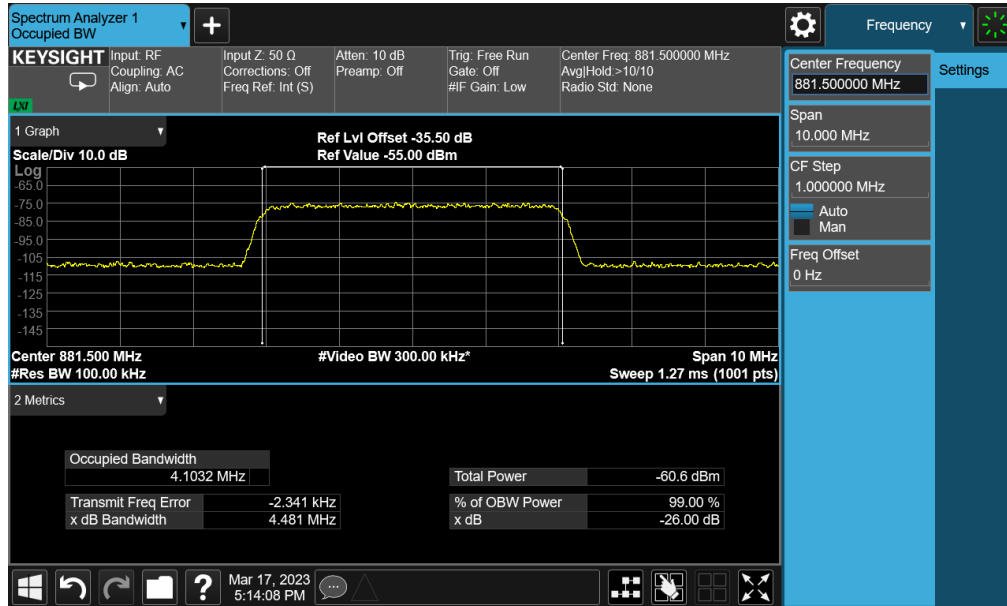 Spectrum Analyzer 1
Occupied BW
+
Frequency
KEYSIGHT
LXI
Input: RF
Coupling: AC
Align: Auto
Input Z: 50 Ω
Corrections: Off
Freq Ref: Int (S)
Atten: 10 dB
Preamp: Off
Trig: Free Run
Gate: Off
#IF Gain: Low
Center Freq: 881.500000 MHz
Avg|Hold:>10/10
Radio Std: None
Center Frequency
881.500000 MHz
Settings
Span
10.000 MHz
CF Step
1.000000 MHz
Auto
Man
Freq Offset
0 Hz
1 Graph
Scale/Div 10.0 dB
Ref Lvl Offset -35.50 dB
Ref Value -55.00 dBm
Log
-65.0
-75.0
-85.0
-95.0
-105
-115
-125
-135
-145
Center 881.500 MHz
#Video BW 300.00 kHz*
Span 10 MHz
#Res BW 100.00 kHz
Sweep 1.27 ms (1001 pts)
2 Metrics
Occupied Bandwidth
4.1032 MHz
Total Power -60.6 dBm
Transmit Freq Error -2.341 kHz
% of OBW Power 99.00 %
x dB Bandwidth 4.481 MHz
x dB -26.00 dB
?
Mar 17, 2023
5:14:08 PM